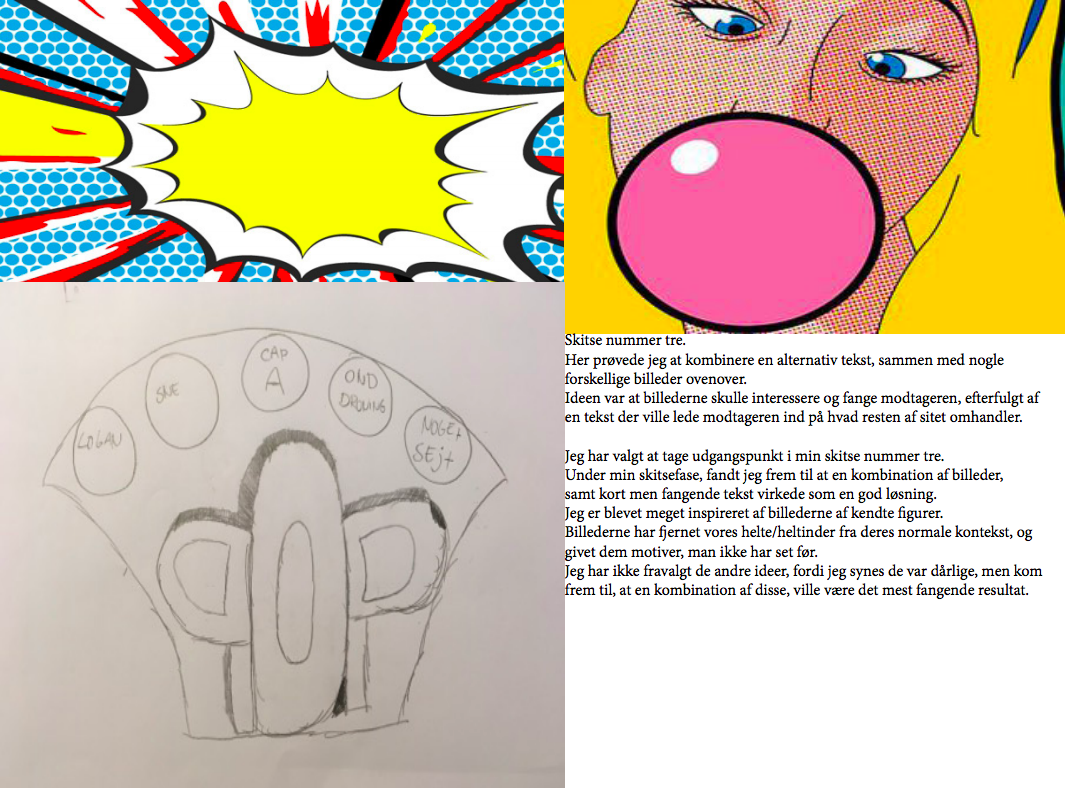 LOGAN
SNE
CAP
A
OND
DRONNING
NOGET
SEJT
Skitse nummer tre.
Her prøvede jeg at kombinere en alternativ tekst, sammen med nogle
forskellige billeder ovenover.
Ideen var at billederne skulle interessere og fange modtageren, efterfulgt af
en tekst der ville lede modtageren ind på hvad resten af sitet omhandler.
Jeg har valgt at tage udgangspunkt i min skitse nummer tre.
Under min skitsefase, fandt jeg frem til at en kombination af billeder,
samt kort men fangende tekst virkede som en god løsning.
Jeg er blevet meget inspireret af billederne af kendte figurer.
Billederne har fjernet vores helte/heltinder fra deres normale kontekst, og
givet dem motiver, man ikke har set før.
Jeg har ikke fravalgt de andre ideer, fordi jeg synes de var dårlige, men kom
frem til, at en kombination af disse, ville være det mest fangende resultat.